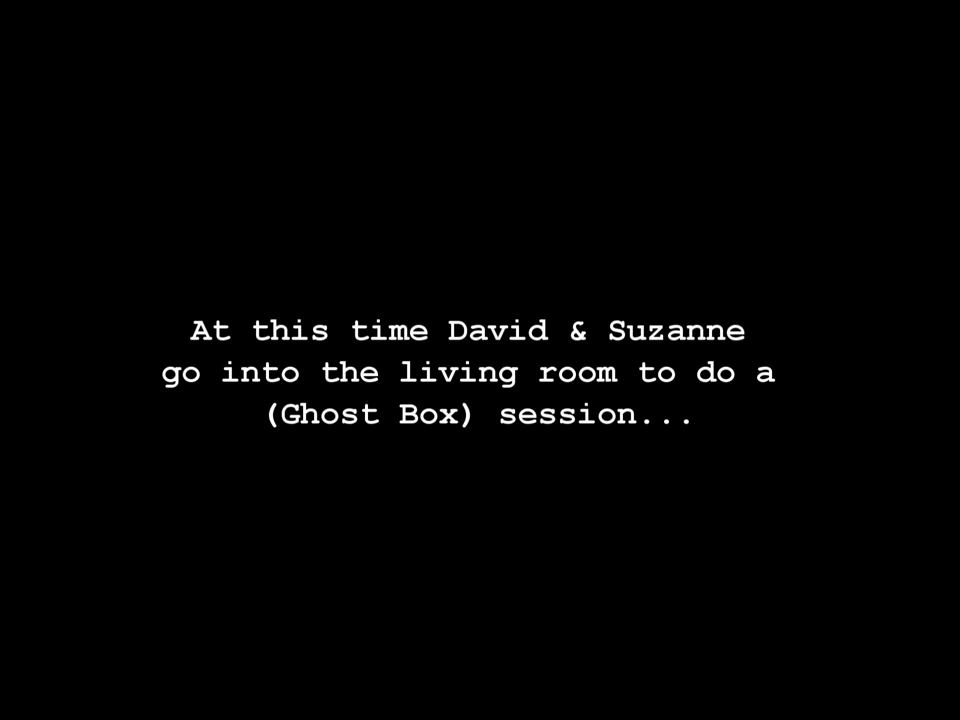 At this time David & Suzanne
go into the living room to do a
(Ghost Box) session...